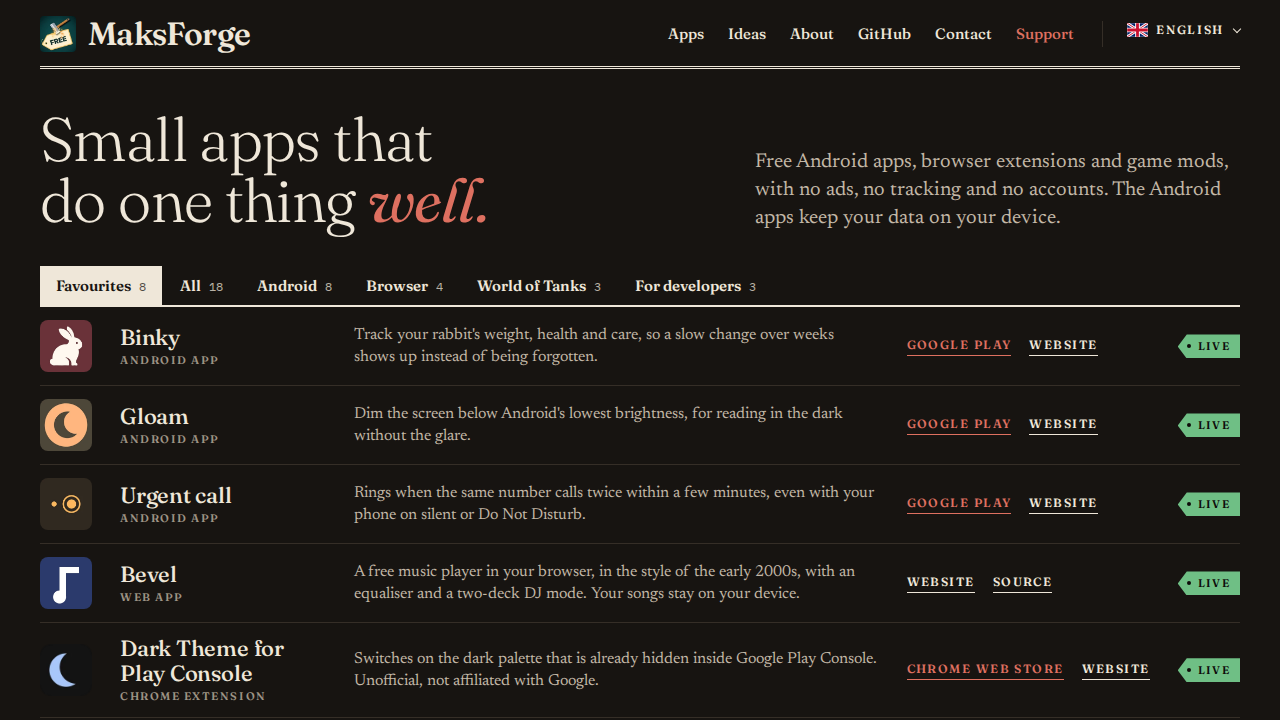 FREE
MaksForge
Apps Ideas About GitHub Contact Support ENGLISH
Small apps that
do one thing well.
Free Android apps, browser extensions and game mods,
with no ads, no tracking and no accounts. The Android
apps keep your data on your device.
Favourites 8 All 18 Android 8 Browser 4 World of Tanks 3 For developers 3
Binky
ANDROID APP
Track your rabbit's weight, health and care, so a slow change over weeks
shows up instead of being forgotten.
GOOGLE PLAY WEBSITE
LIVE
Gloam
ANDROID APP
Dim the screen below Android's lowest brightness, for reading in the dark
without the glare.
GOOGLE PLAY WEBSITE
LIVE
Urgent call
ANDROID APP
Rings when the same number calls twice within a few minutes, even with your
phone on silent or Do Not Disturb.
GOOGLE PLAY WEBSITE
LIVE
Bevel
WEB APP
A free music player in your browser, in the style of the early 2000s, with an
equaliser and a two-deck DJ mode. Your songs stay on your device.
WEBSITE SOURCE
LIVE
Dark Theme for
Play Console
CHROME EXTENSION
Switches on the dark palette that is already hidden inside Google Play Console.
Unofficial, not affiliated with Google.
CHROME WEB STORE WEBSITE
LIVE